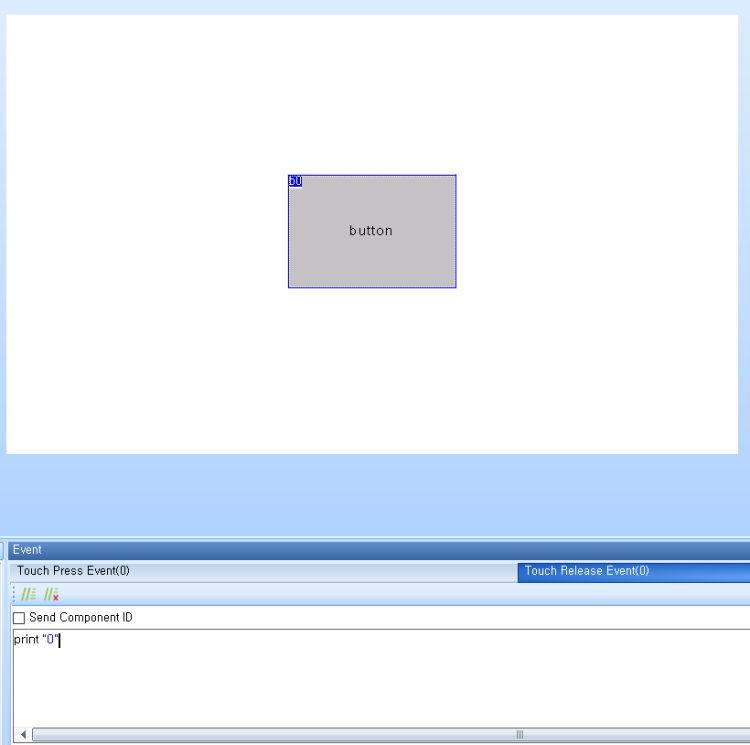 b0
button
Event
Touch Press Event(0)
Touch Release Event(0)
Send Component ID
print "0"